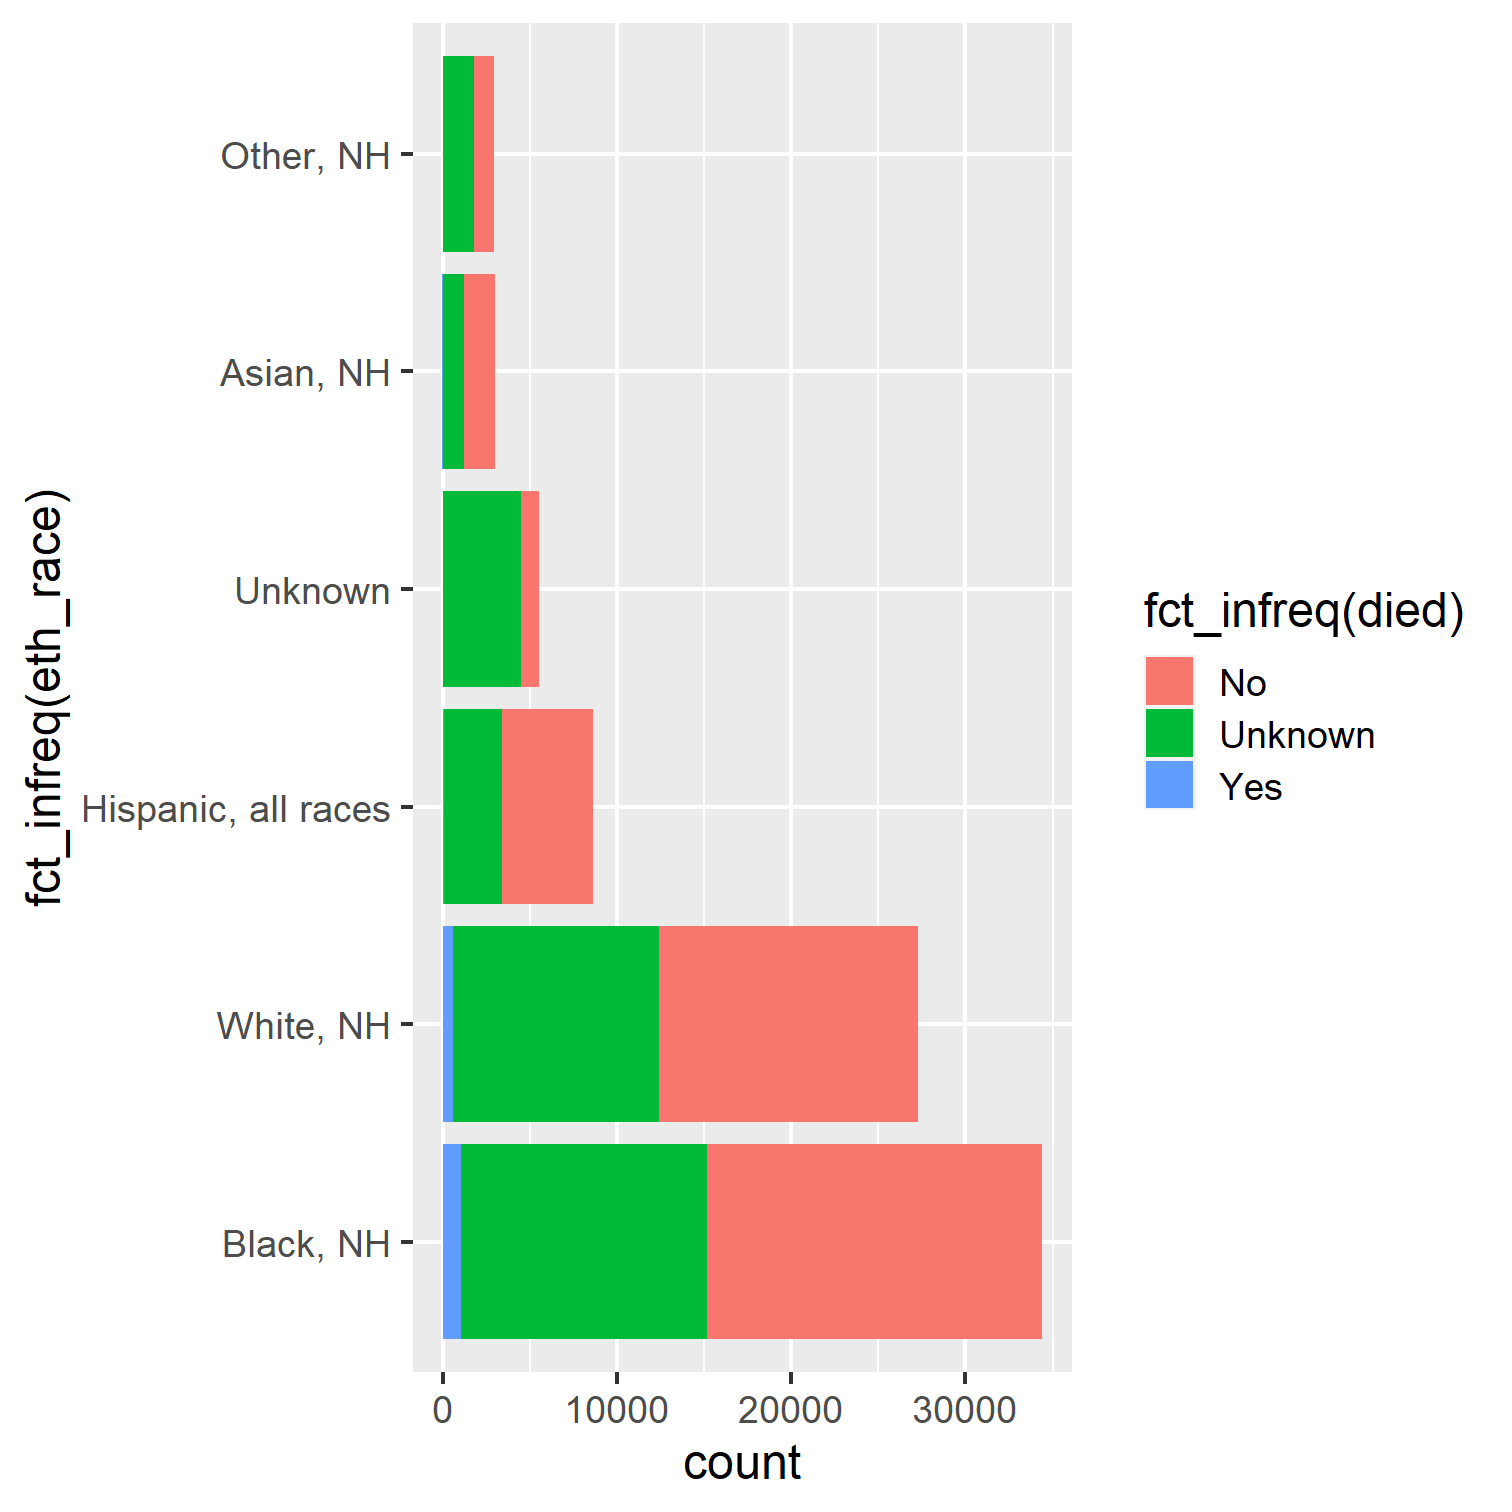 Other, NH
Asian, NH
Unknown
Hispanic, all races
White, NH
Black, NH
fct_infreq(eth_race)
0 10000 20000 30000
count
fct_infreq(died)
No
Unknown
Yes